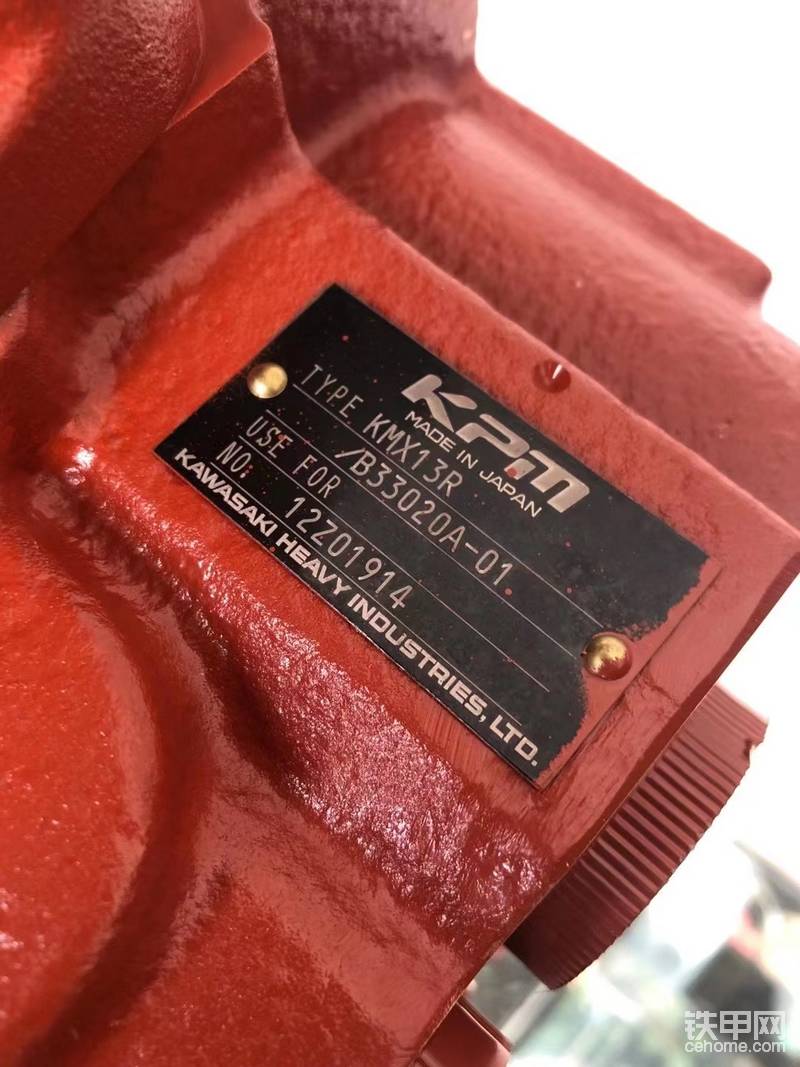 KPM
MADE IN JAPAN
TYPE KMX13R
/B33020A-01
USE FOR
NO. 12Z01914
KAWASAKI HEAVY INDUSTRIES, LTD.
铁甲网
cehome.com